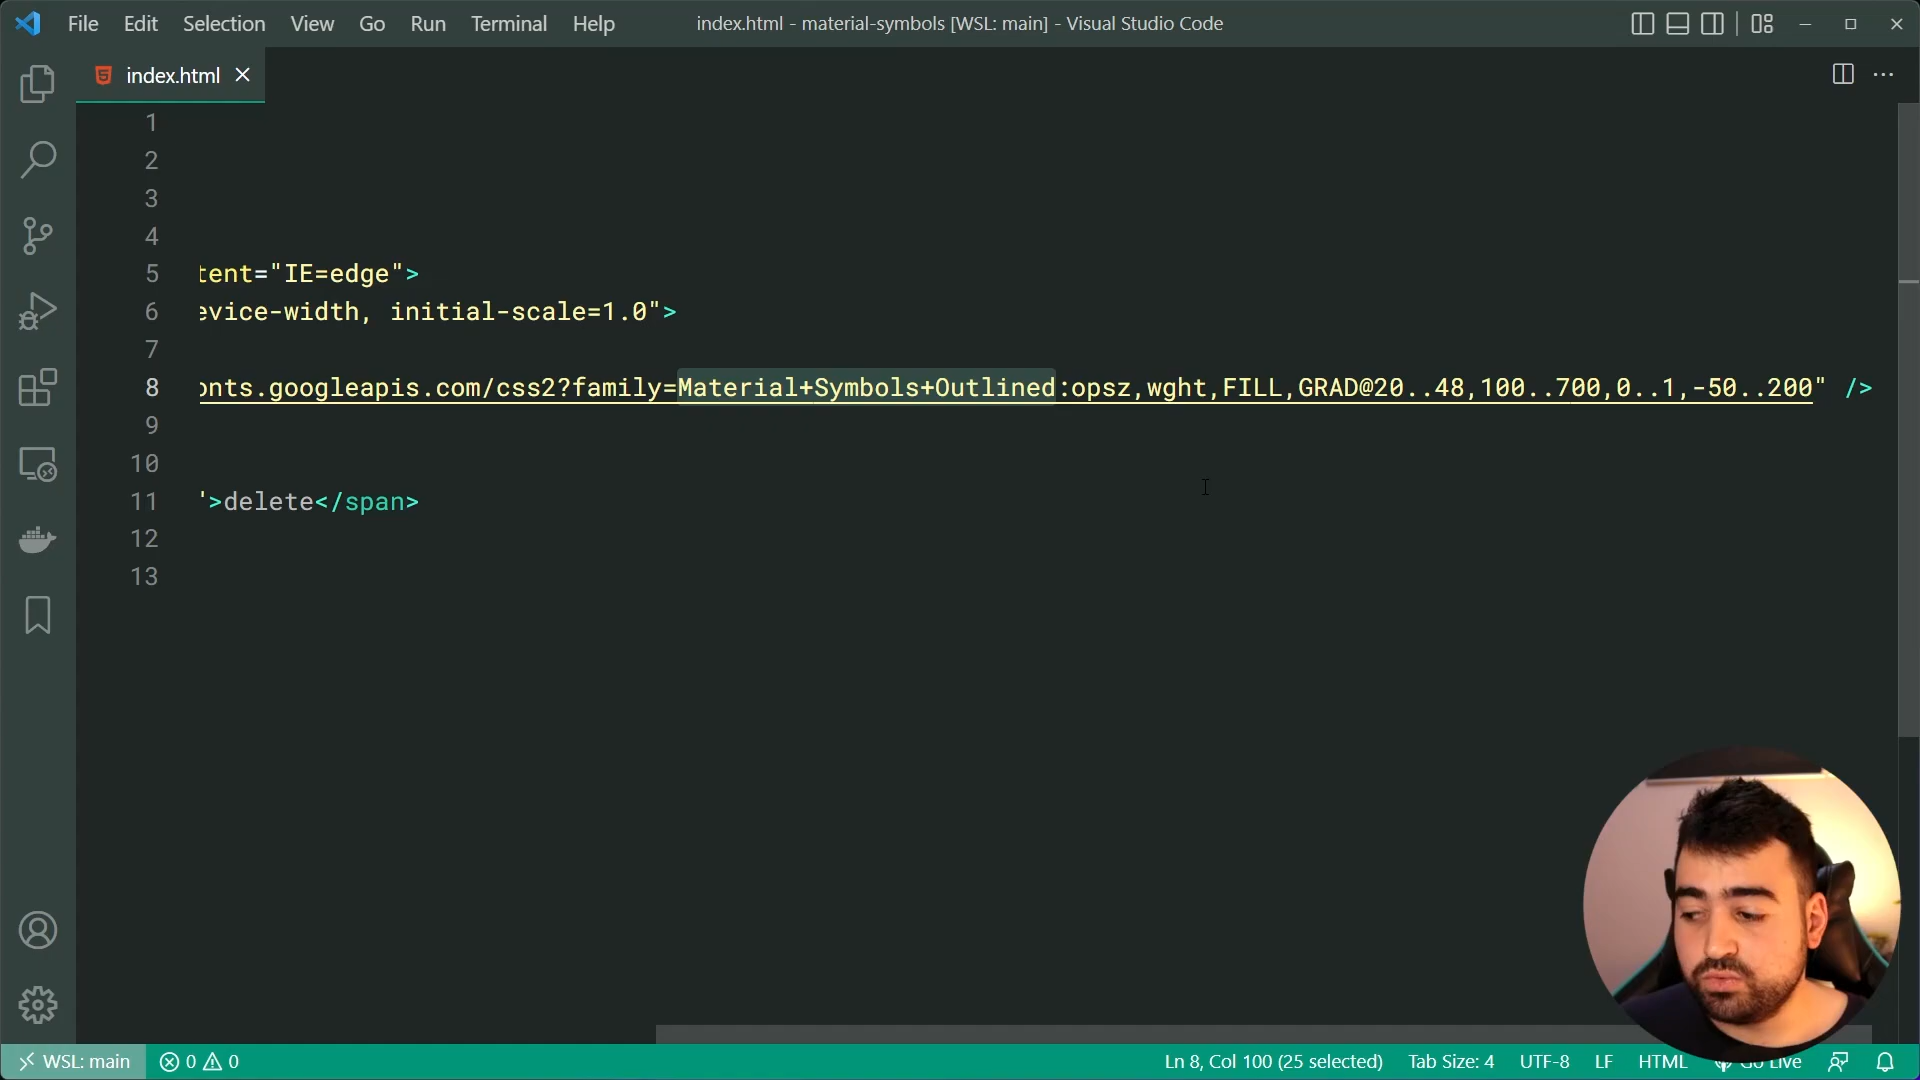 File Edit Selection View Go Run Terminal Help
index.html - material-symbols [WSL: main] - Visual Studio Code
index.html
1
2
3
4
5 tent="IE=edge">
6 evice-width, initial-scale=1.0">
7
8 onts.googleapis.com/css2?family=Material+Symbols+Outlined:opsz,wght,FILL,GRAD@20..48,100..700,0..1,-50..200" />
9
10
11 ">delete</span>
12
13
WSL: main 0 0 Ln 8, Col 100 (25 selected) Tab Size: 4 UTF-8 LF HTML Go Live